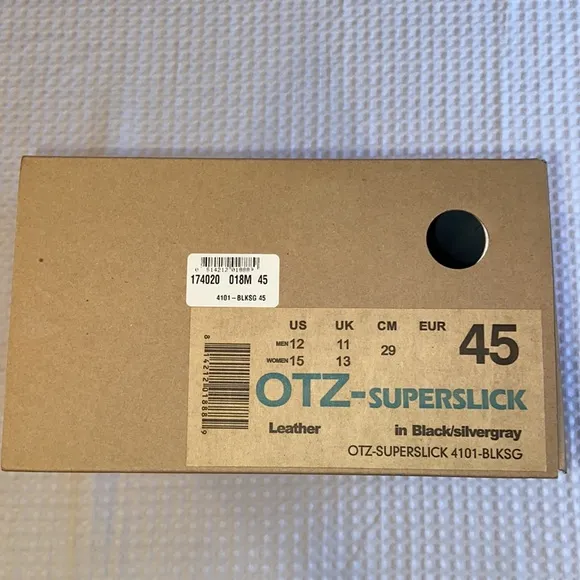 174020 018M 45
4101-BLKSG 45
US UK CM EUR 45
MEN 12 11 29
WOMEN 15 13
OTZ-SUPERSLICK
Leather in Black/silvergray
OTZ-SUPERSLICK 4101-BLKSG